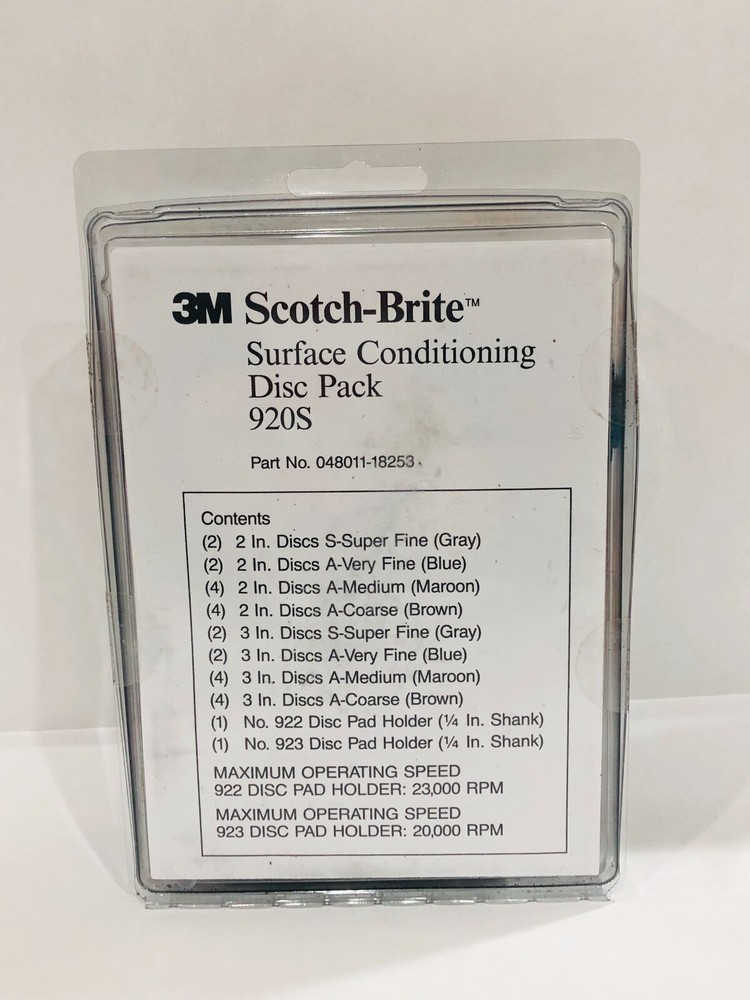 3M Scotch-Brite™
Surface Conditioning
Disc Pack
920S
Part No. 048011-18253
Contents
(2) 2 In. Discs S-Super Fine (Gray)
(2) 2 In. Discs A-Very Fine (Blue)
(4) 2 In. Discs A-Medium (Maroon)
(4) 2 In. Discs A-Coarse (Brown)
(2) 3 In. Discs S-Super Fine (Gray)
(2) 3 In. Discs A-Very Fine (Blue)
(4) 3 In. Discs A-Medium (Maroon)
(4) 3 In. Discs A-Coarse (Brown)
(1) No. 922 Disc Pad Holder (¼ In. Shank)
(1) No. 923 Disc Pad Holder (¼ In. Shank)
MAXIMUM OPERATING SPEED
922 DISC PAD HOLDER: 23,000 RPM
MAXIMUM OPERATING SPEED
923 DISC PAD HOLDER: 20,000 RPM